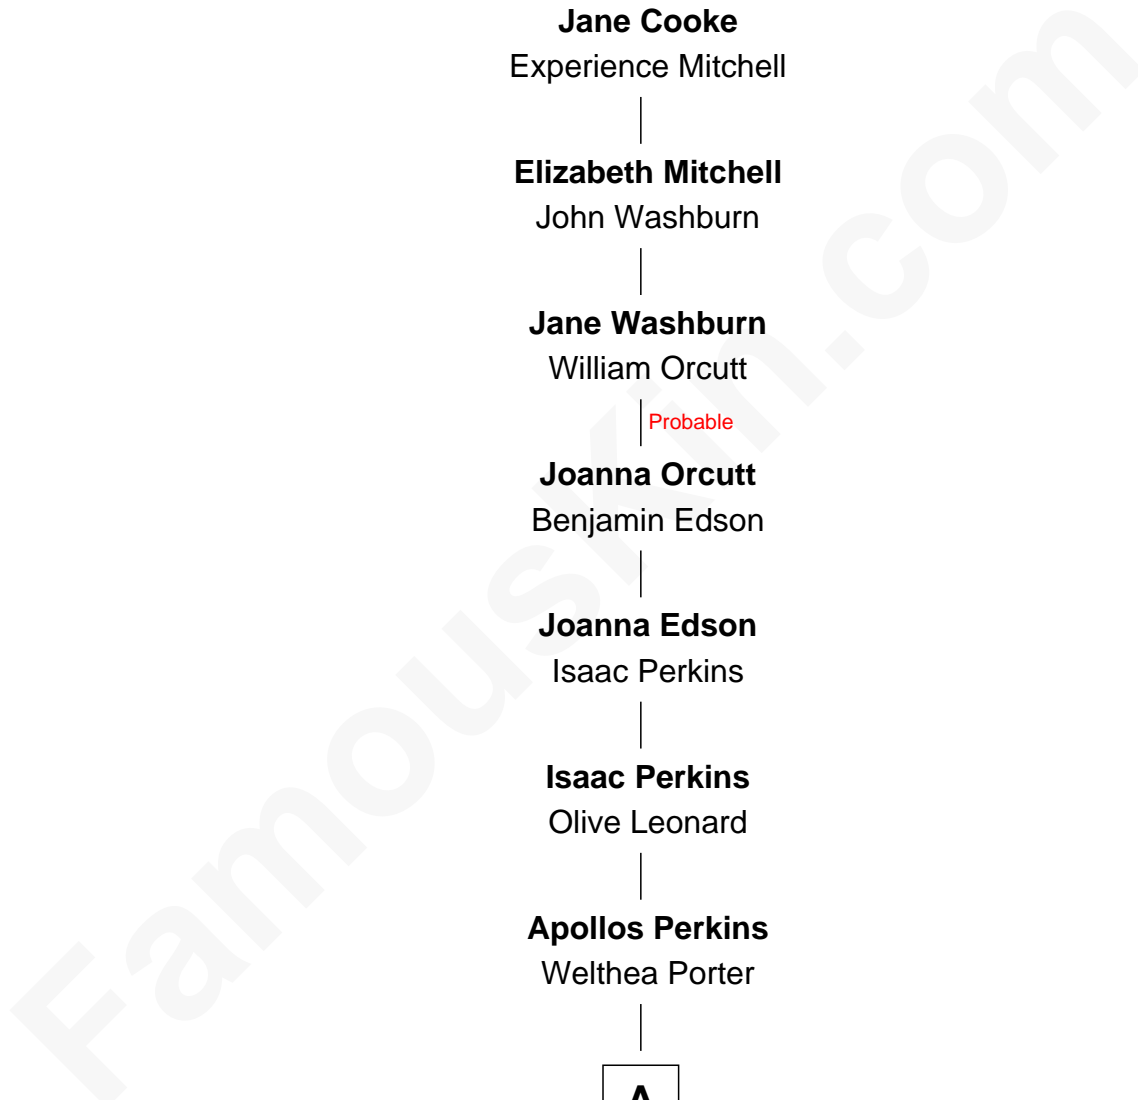 Jane Cooke
Experience Mitchell
Elizabeth Mitchell
John Washburn
Jane Washburn
William Orcutt
Probable
Joanna Orcutt
Benjamin Edson
Joanna Edson
Isaac Perkins
Isaac Perkins
Olive Leonard
Apollos Perkins
Welthea Porter
A
FamousKin.com